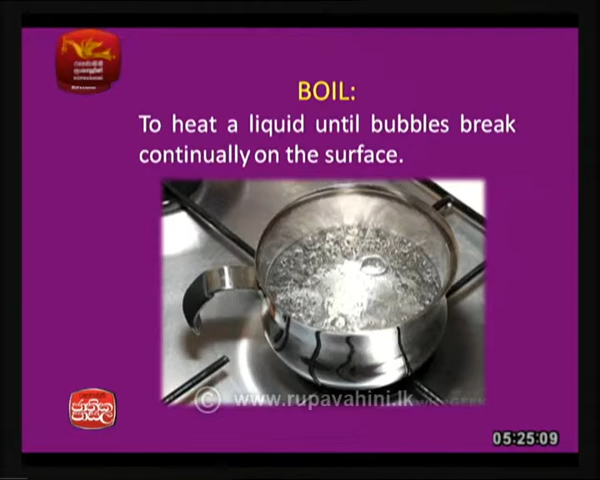 BOIL:
To heat a liquid until bubbles break
continually on the surface.
© www.rupavahini.lk
05:25:09